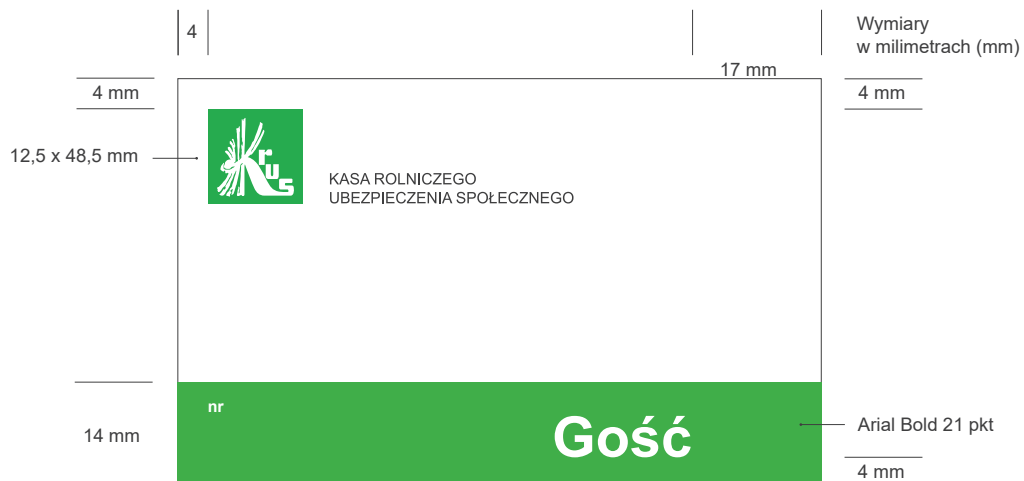 4
Wymiary
w milimetrach (mm)
17 mm
4 mm
4 mm
12,5 x 48,5 mm
Krus
KASA ROLNICZEGO
UBEZPIECZENIA SPOŁECZNEGO
nr
Gość
14 mm
Arial Bold 21 pkt
4 mm